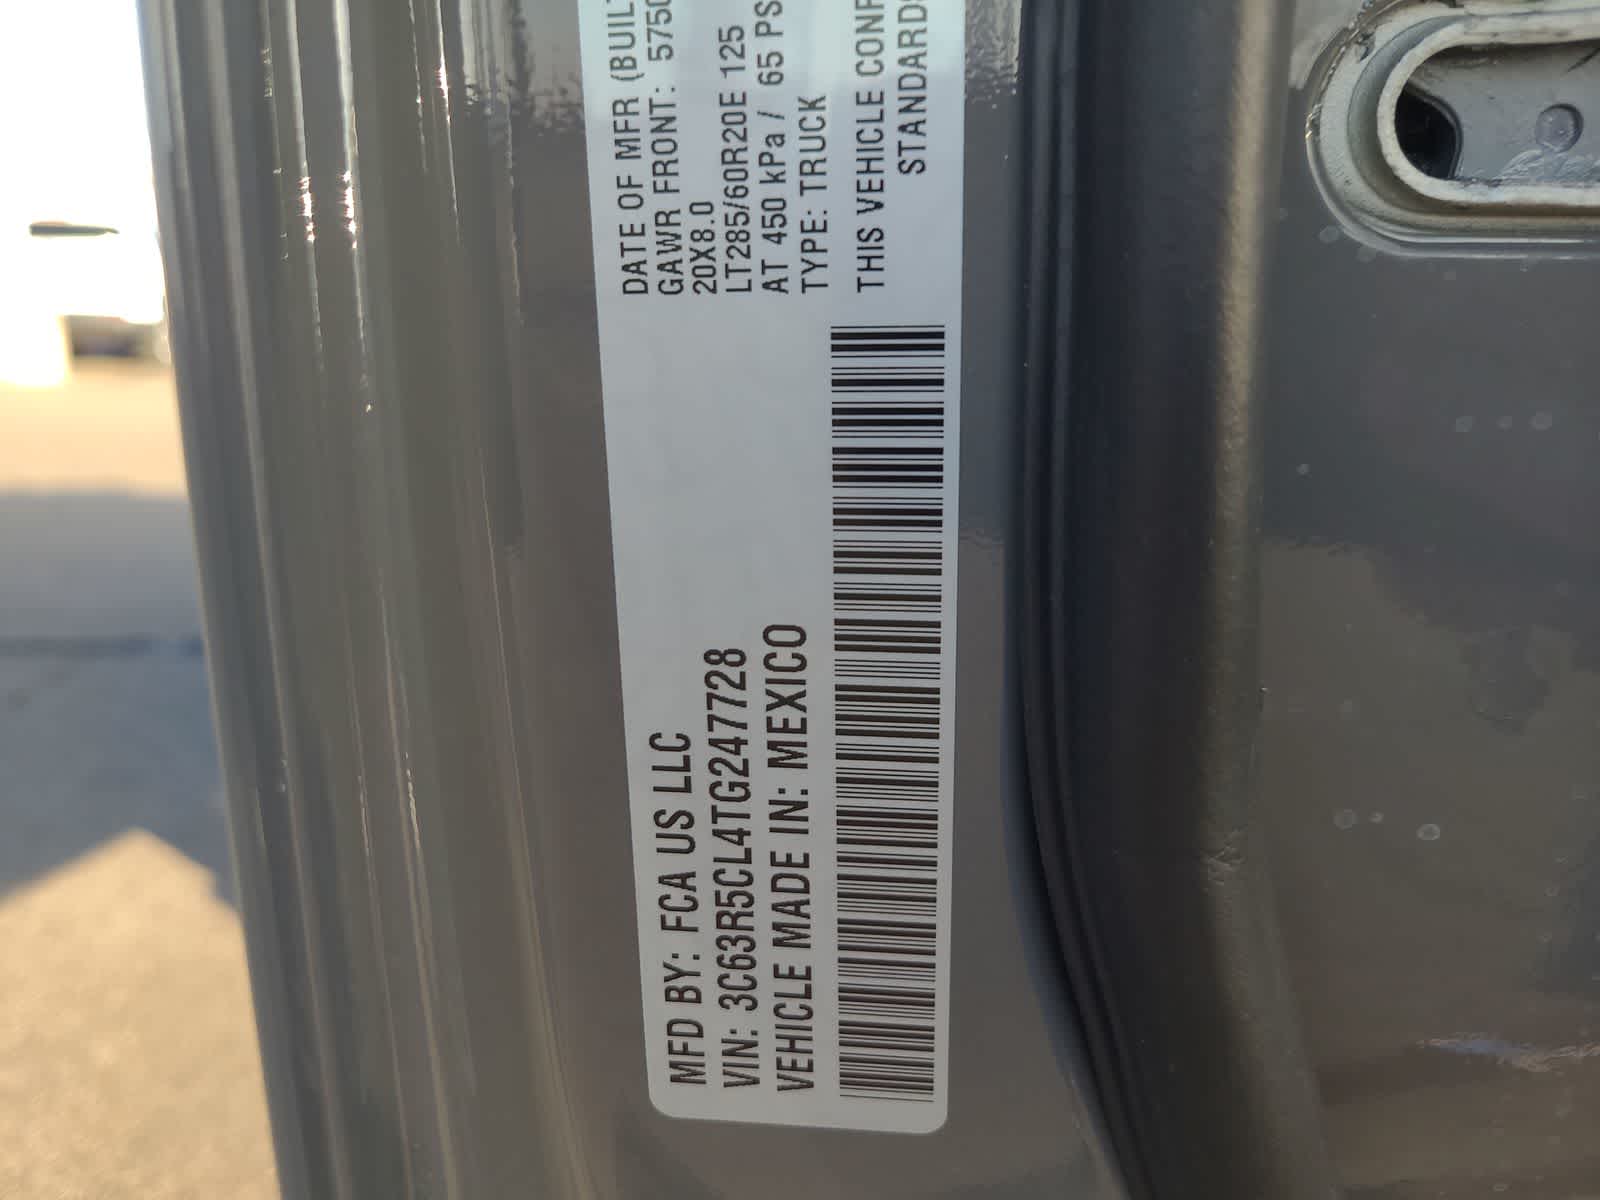 MFD BY: FCA US LLC
VIN: 3C63R5CL4TG247728
VEHICLE MADE IN: MEXICO
DATE OF MFR (BUILT
GAWR FRONT: 5750
20X8.0
LT285/60R20E 125
AT 450 kPa / 65 PS
TYPE: TRUCK
THIS VEHICLE CONF
STANDARDS